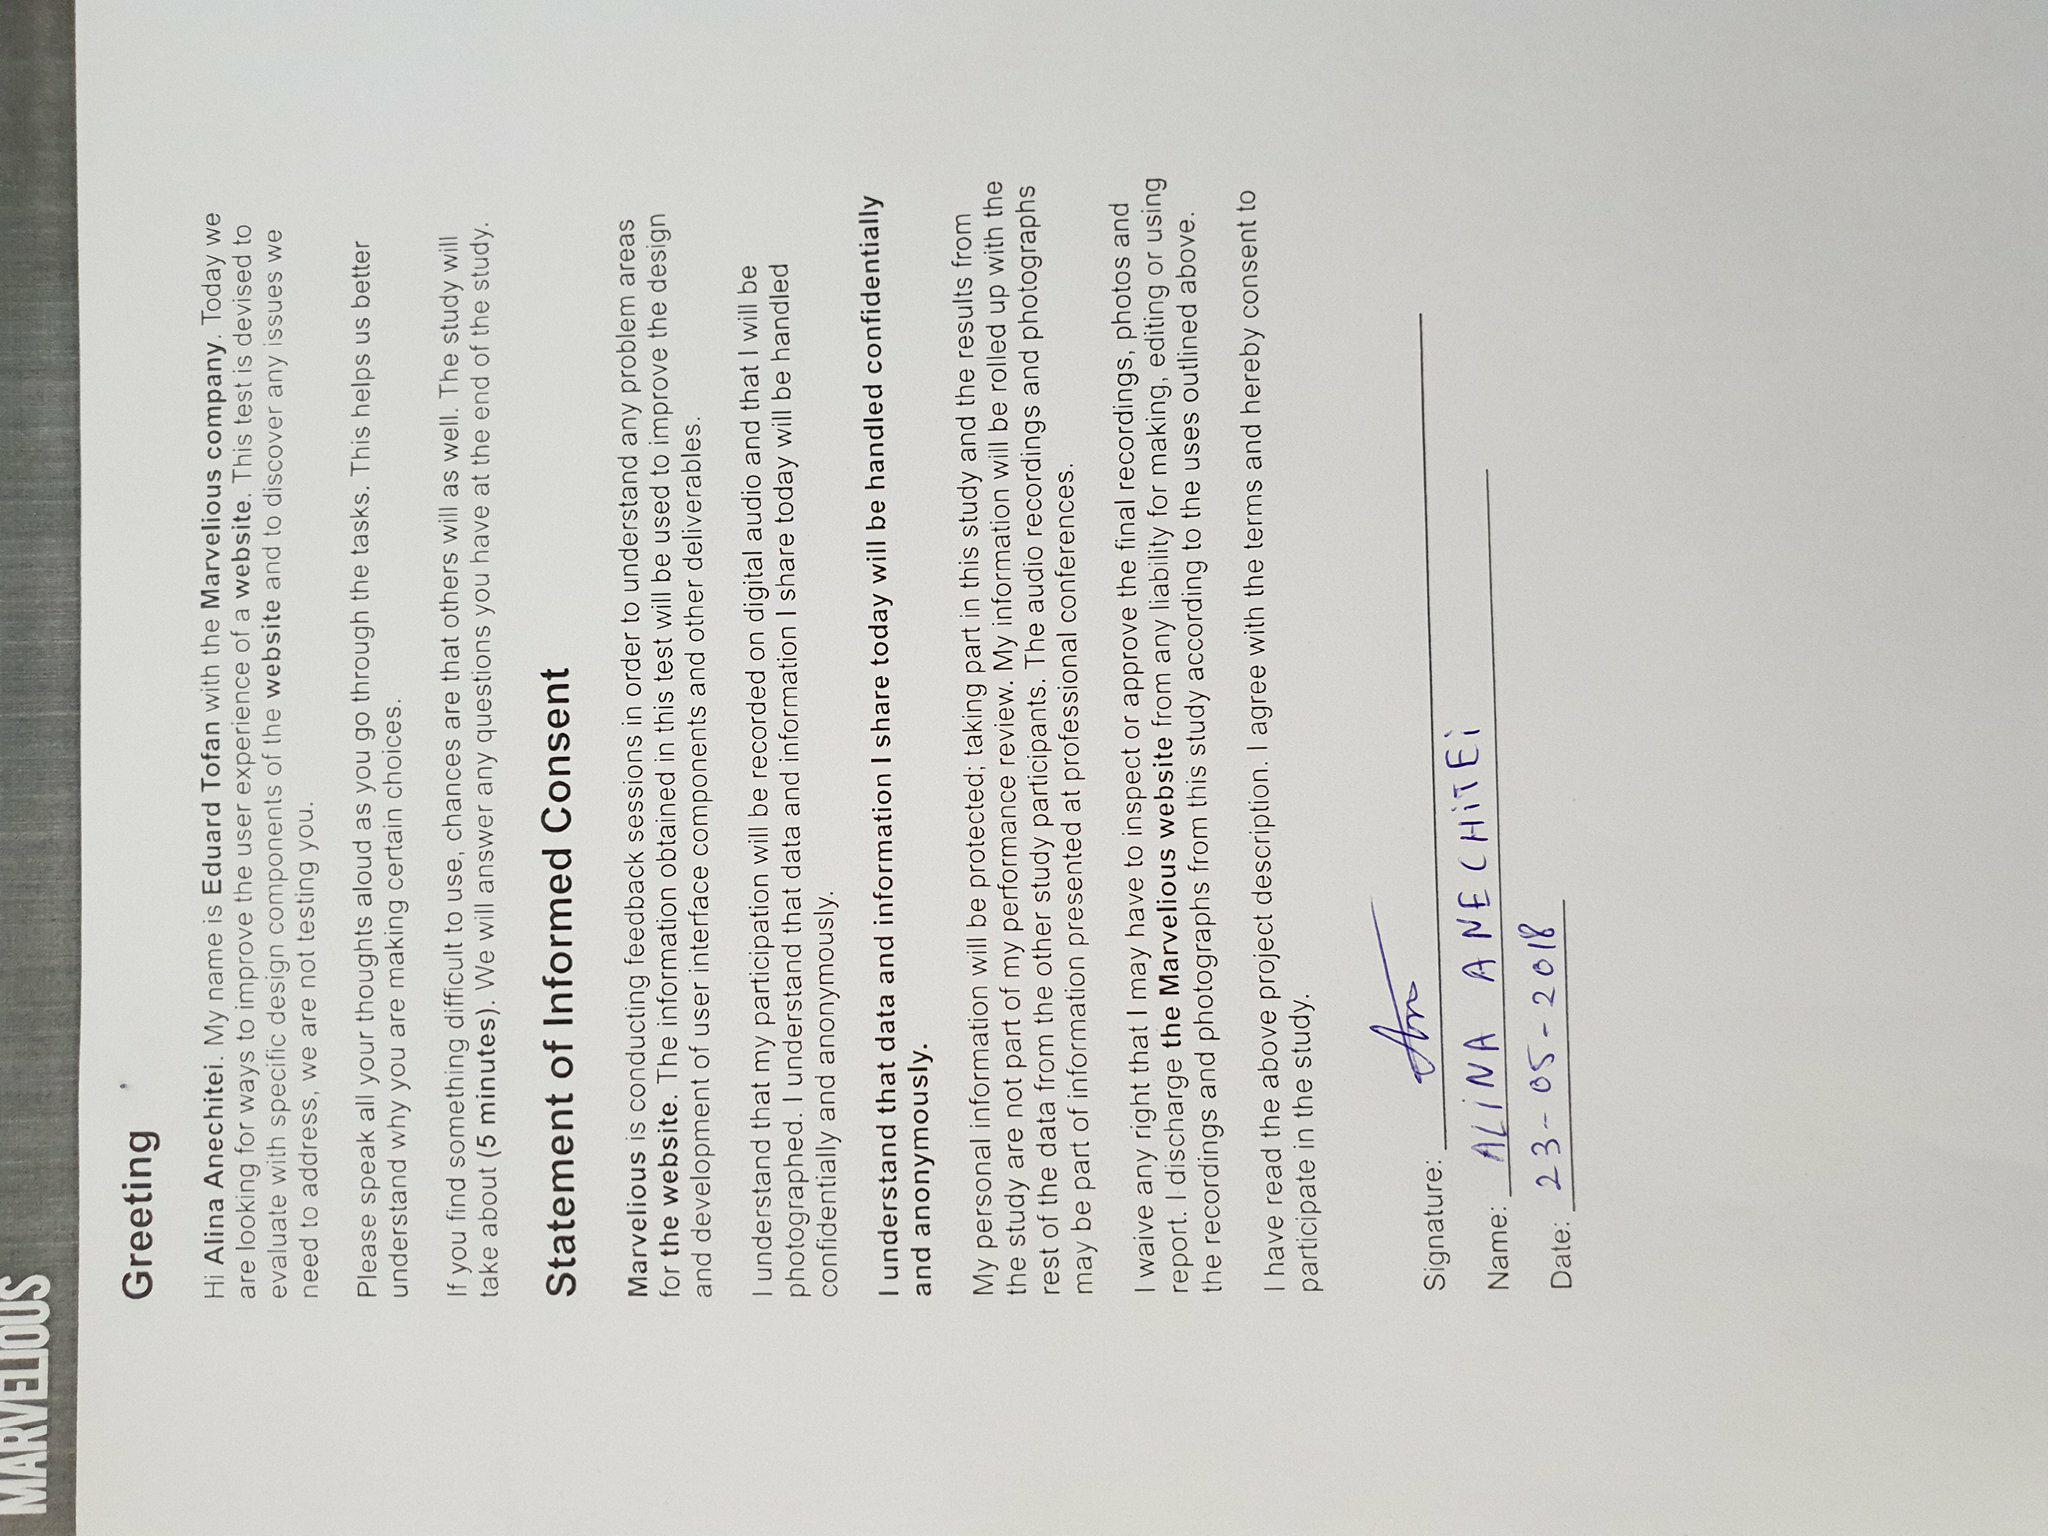 MARVELIOUS
Greeting
Hi Alina Anechitei. My name is Eduard Tofan with the Marvelious company. Today we
are looking for ways to improve the user experience of a website. This test is devised to
evaluate with specific design components of the website and to discover any issues we
need to address, we are not testing you.
Please speak all your thoughts aloud as you go through the tasks. This helps us better
understand why you are making certain choices.
If you find something difficult to use, chances are that others will as well. The study will
take about (5 minutes). We will answer any questions you have at the end of the study.
Statement of Informed Consent
Marvelious is conducting feedback sessions in order to understand any problem areas
for the website. The information obtained in this test will be used to improve the design
and development of user interface components and other deliverables.
I understand that my participation will be recorded on digital audio and that I will be
photographed. I understand that data and information I share today will be handled
confidentially and anonymously.
I understand that data and information I share today will be handled confidentially
and anonymously.
My personal information will be protected; taking part in this study and the results from
the study are not part of my performance review. My information will be rolled up with the
rest of the data from the other study participants. The audio recordings and photographs
may be part of information presented at professional conferences.
I waive any right that I may have to inspect or approve the final recordings, photos and
report. I discharge the Marvelious website from any liability for making, editing or using
the recordings and photographs from this study according to the uses outlined above.
I have read the above project description. I agree with the terms and hereby consent to
participate in the study.
Signature:
Name: ALINA ANECHITEI
Date: 23-05-2018